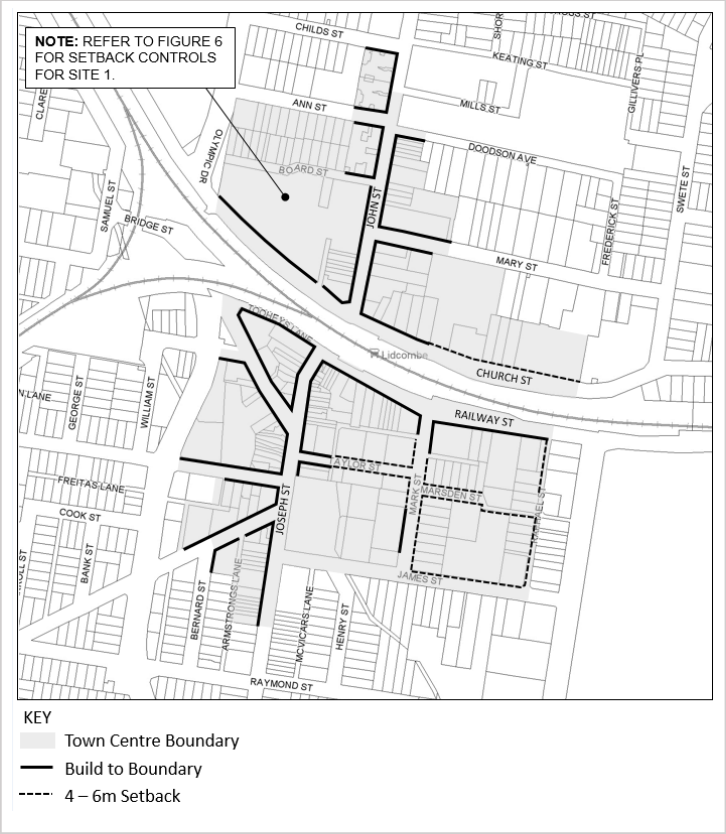 CHILDS ST
NOTE: REFER TO FIGURE 6
FOR SETBACK CONTROLS
FOR SITE 1.
KEATING ST
GILLIVERS PL
MILLS ST
ANN ST
DOODSON AVE
OLYMPIC DR
BOARD ST
SWETE ST
SAMUEL ST
JOHN ST
FREDERICK ST
BRIDGE ST
MARY ST
TOOHEYS LANE
Lidcombe
CHURCH ST
GEORGE ST
WILLIAM ST
RAILWAY ST
TAYLOR ST
FREITAS LANE
MARK ST
MARSDEN ST
COOK ST
JOSEPH ST
BANK ST
JAMES ST
BERNARD ST
ARMSTRONGS LANE
MCVICARS LANE
HENRY ST
RAYMOND ST
KEY
Town Centre Boundary
Build to Boundary
4 – 6m Setback